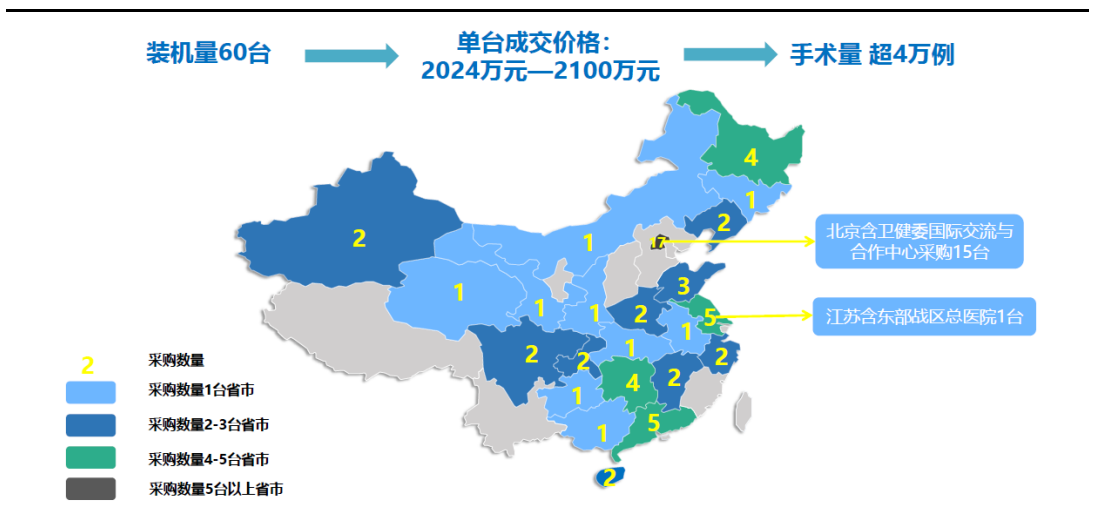 装机量60台
单台成交价格：
2024万元—2100万元
手术量 超4万例
4
1
2
2
1
17
北京含卫健委国际交流与
合作中心采购15台
1
3
1
1
2
5
江苏含东部战区总医院1台
1
1
2
2
2
2
4
1
5
1
2
2 采购数量
采购数量1台省市
采购数量2-3台省市
采购数量4-5台省市
采购数量5台以上省市